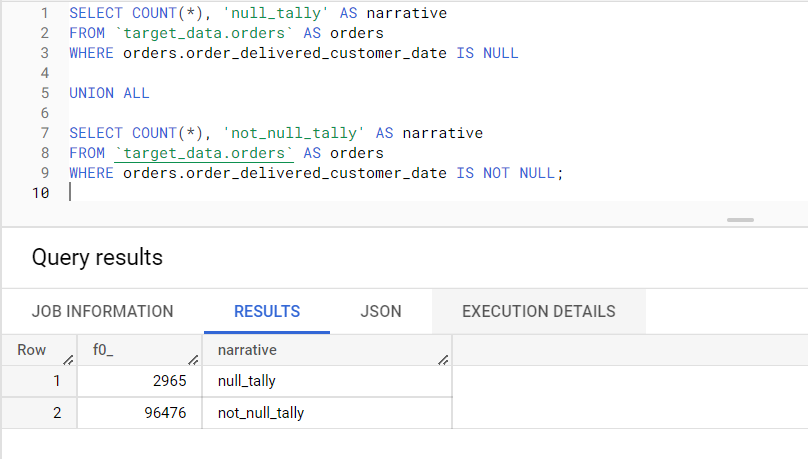 1 SELECT COUNT(*), 'null_tally' AS narrative
2 FROM `target_data.orders` AS orders
3 WHERE orders.order_delivered_customer_date IS NULL
4
5 UNION ALL
6
7 SELECT COUNT(*), 'not_null_tally' AS narrative
8 FROM `target_data.orders` AS orders
9 WHERE orders.order_delivered_customer_date IS NOT NULL;
10
Query results
JOB INFORMATION RESULTS JSON EXECUTION DETAILS
Row f0_ narrative
1 2965 null_tally
2 96476 not_null_tally